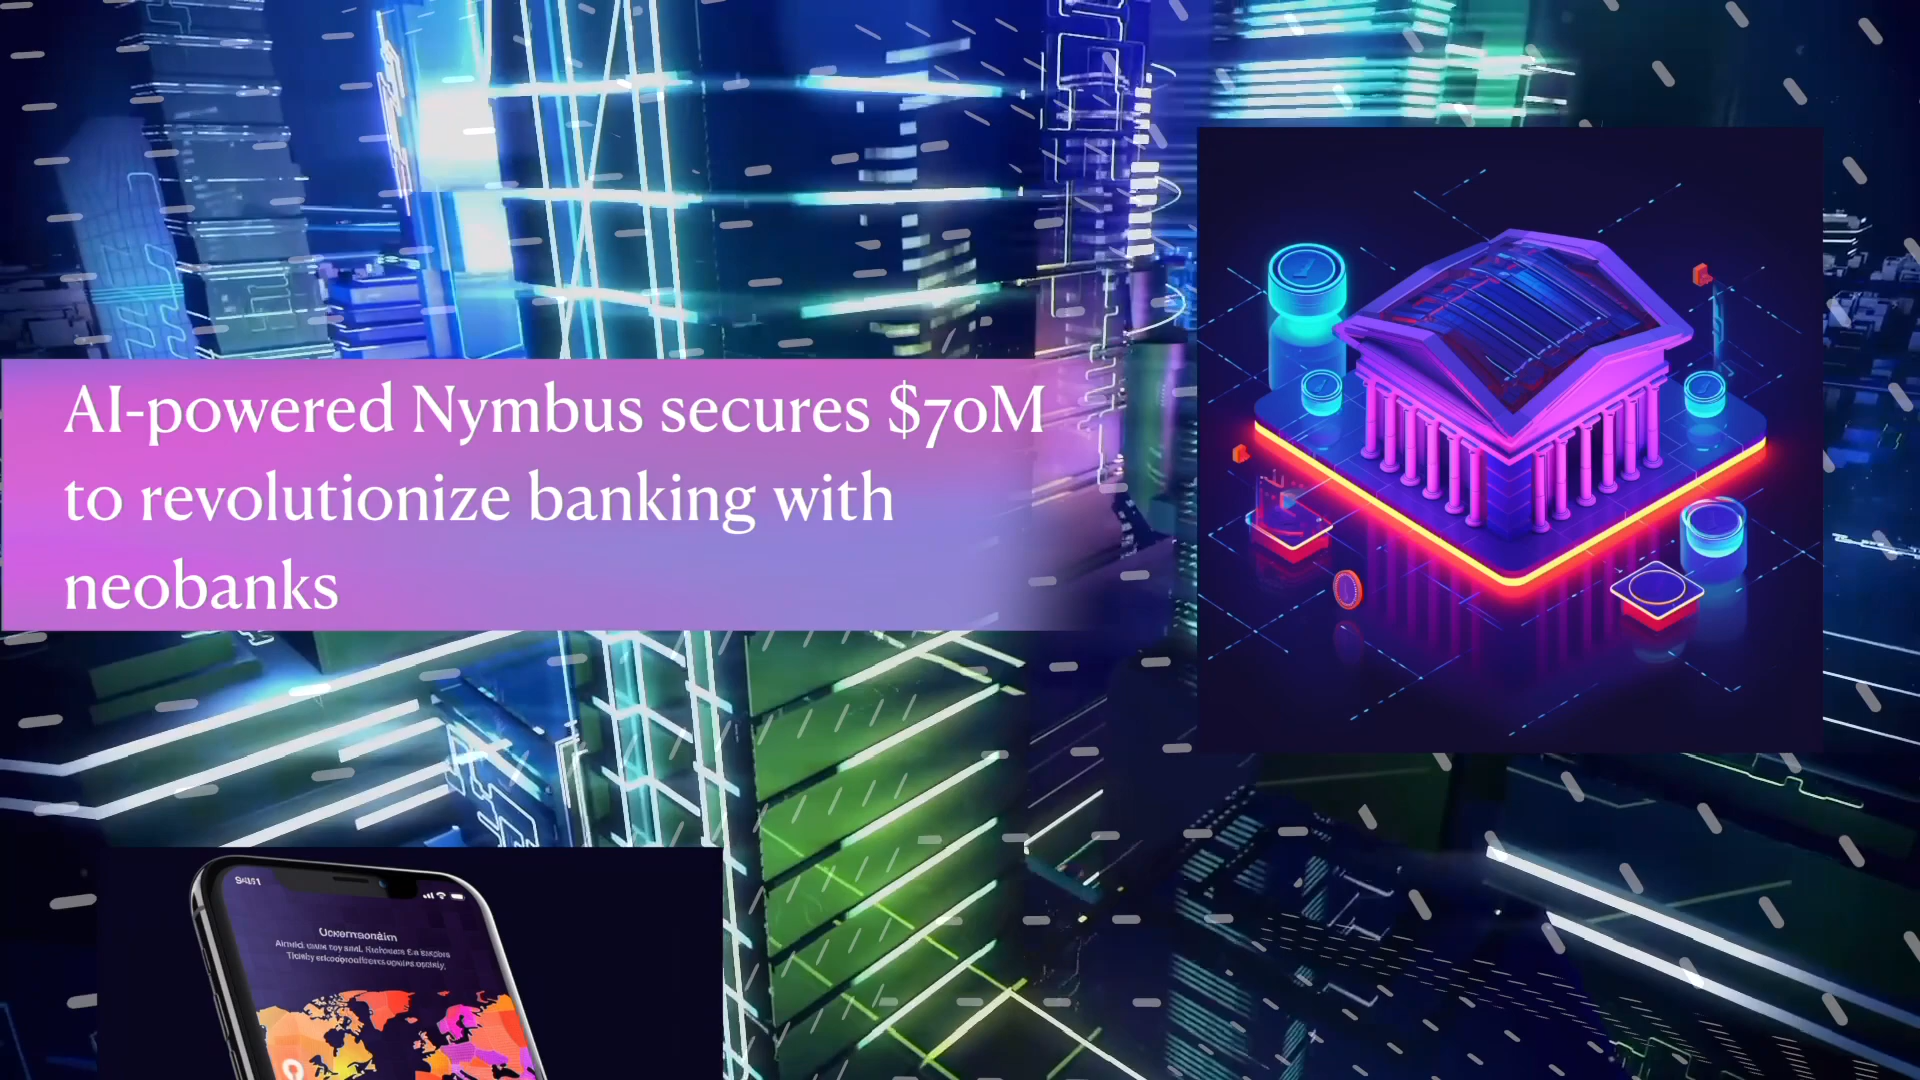 AI-powered Nymbus secures $70M
to revolutionize banking with
neobanks